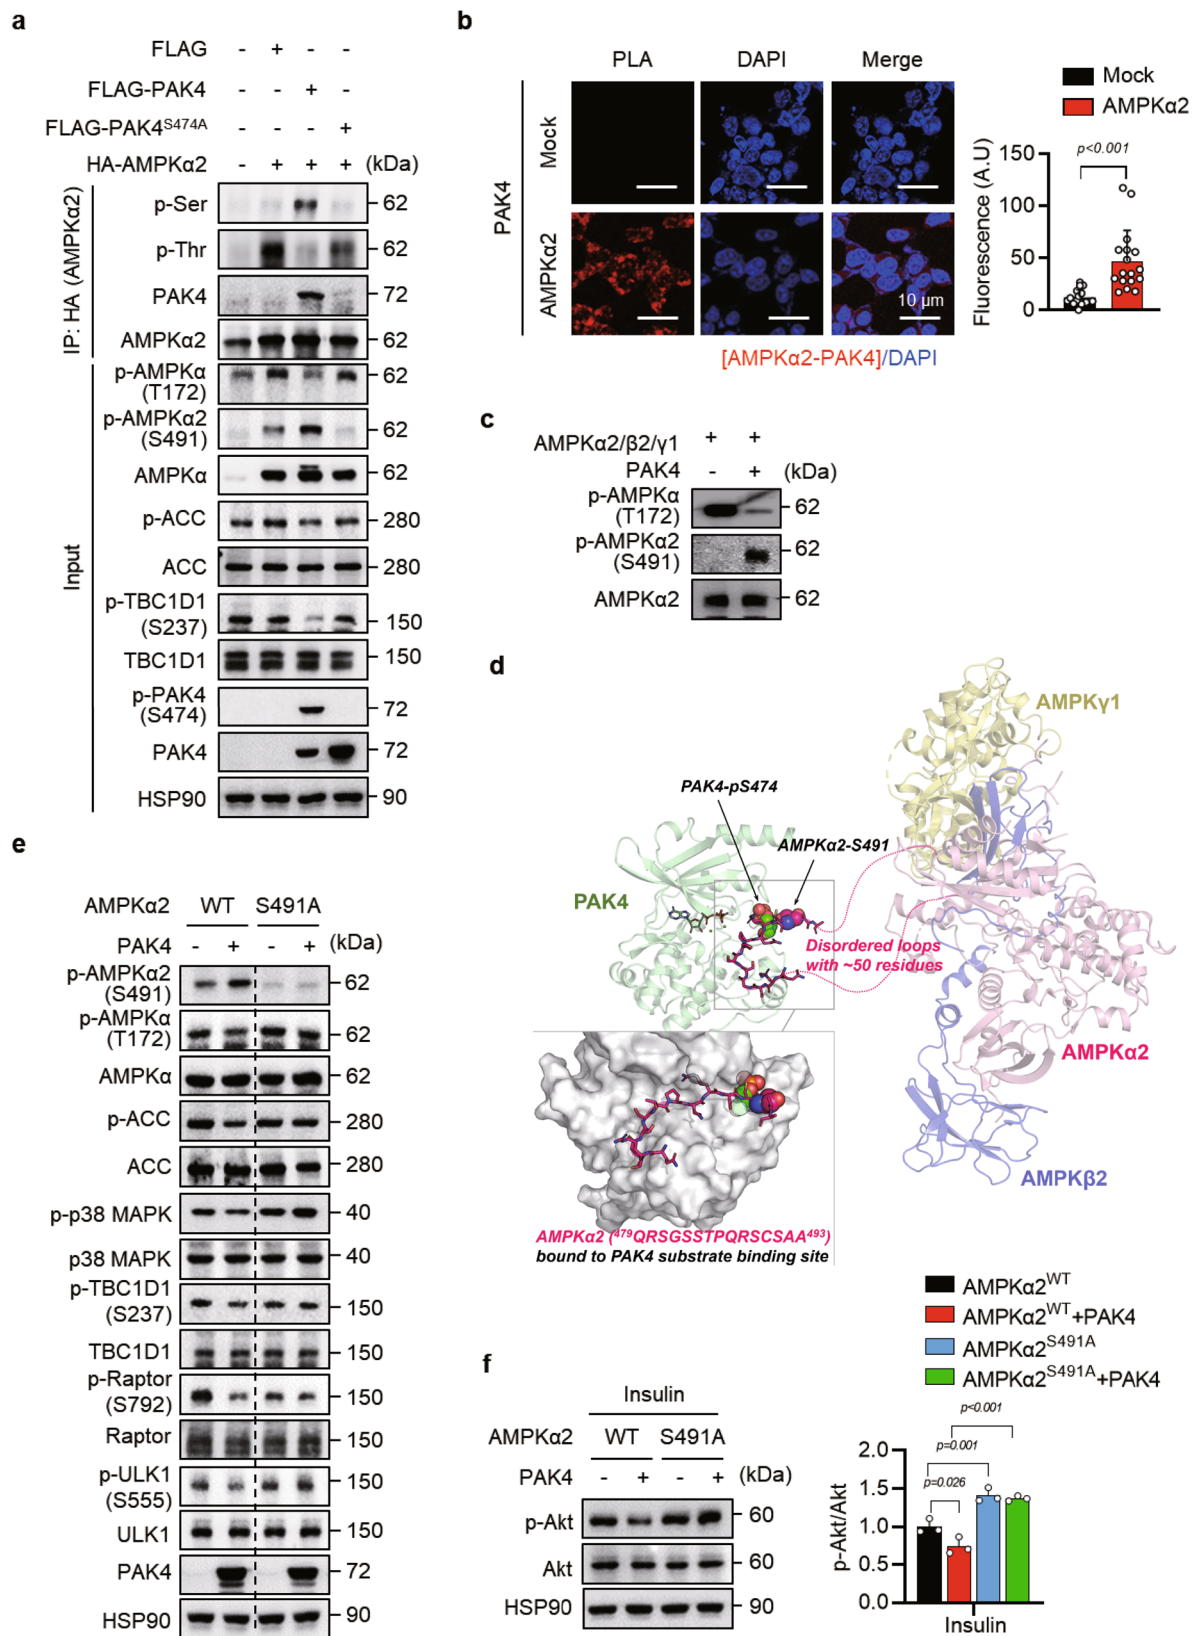 a
FLAG - + - -
FLAG-PAK4 - - + -
FLAG-PAK4S474A - - - +
HA-AMPKα2 - + + + (kDa)
IP: HA (AMPKα2)
p-Ser 62
p-Thr 62
PAK4 72
AMPKα2 62
Input
p-AMPKα
(T172) 62
p-AMPKα2
(S491) 62
AMPKα 62
p-ACC 280
ACC 280
p-TBC1D1
(S237) 150
TBC1D1 150
p-PAK4
(S474) 72
PAK4 72
HSP90 90
b
PLA DAPI Merge
PAK4
Mock
AMPKα2
10 µm
[AMPKα2-PAK4]/DAPI
Mock
AMPKα2
p<0.001
Fluorescence (A.U)
150
100
50
0
c
AMPKα2/β2/γ1 + +
PAK4 - + (kDa)
p-AMPKα
(T172) 62
p-AMPKα2
(S491) 62
AMPKα2 62
d
AMPKγ1
PAK4-pS474
AMPKα2-S491
PAK4
Disordered loops
with ~50 residues
AMPKα2
AMPKβ2
AMPKα2 (479QRSGSSTPQRSCSAA493)
bound to PAK4 substrate binding site
e
AMPKα2 WT S491A
PAK4 - + - + (kDa)
p-AMPKα2
(S491) 62
p-AMPKα
(T172) 62
AMPKα 62
p-ACC 280
ACC 280
p-p38 MAPK 40
p38 MAPK 40
p-TBC1D1
(S237) 150
TBC1D1 150
p-Raptor
(S792) 150
Raptor 150
p-ULK1
(S555) 150
ULK1 150
PAK4 72
HSP90 90
f
Insulin
AMPKα2 WT S491A
PAK4 - + - + (kDa)
p-Akt 60
Akt 60
HSP90 90
AMPKα2WT
AMPKα2WT+PAK4
AMPKα2S491A
AMPKα2S491A+PAK4
p<0.001
p=0.001
p=0.026
p-Akt/Akt
2.0
1.5
1.0
0.5
0.0
Insulin